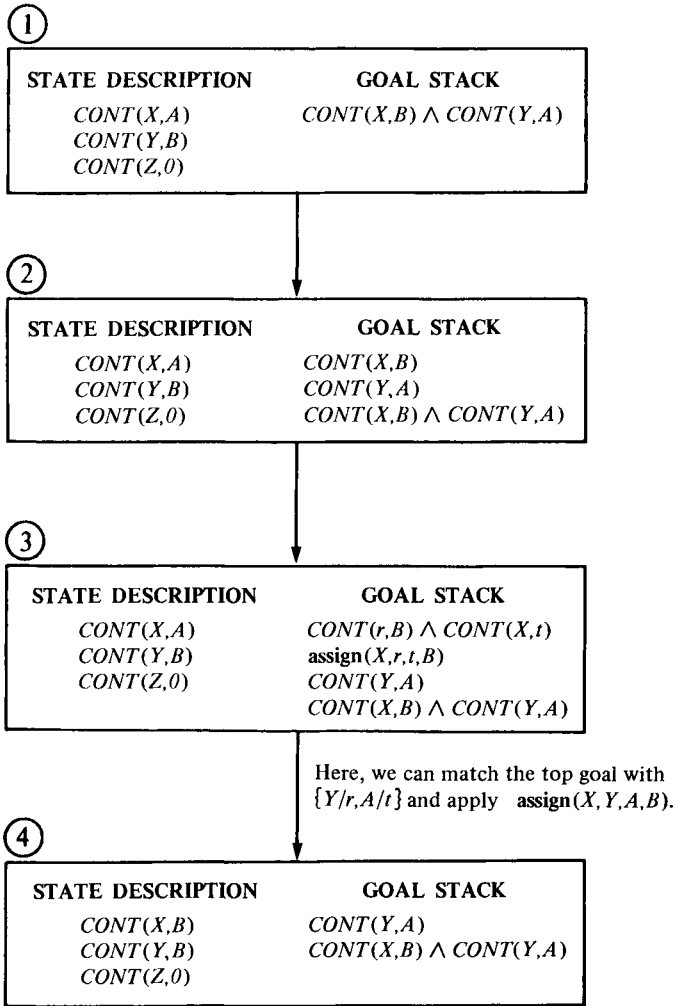 1
STATE DESCRIPTION GOAL STACK
CONT(X,A) CONT(X,B) ∧ CONT(Y,A)
CONT(Y,B)
CONT(Z,0)
2
STATE DESCRIPTION GOAL STACK
CONT(X,A) CONT(X,B)
CONT(Y,B) CONT(Y,A)
CONT(Z,0) CONT(X,B) ∧ CONT(Y,A)
3
STATE DESCRIPTION GOAL STACK
CONT(X,A) CONT(r,B) ∧ CONT(X,t)
CONT(Y,B) assign(X,r,t,B)
CONT(Z,0) CONT(Y,A)
CONT(X,B) ∧ CONT(Y,A)
Here, we can match the top goal with
{Y/r,A/t} and apply assign(X,Y,A,B).
4
STATE DESCRIPTION GOAL STACK
CONT(X,B) CONT(Y,A)
CONT(Y,B) CONT(X,B) ∧ CONT(Y,A)
CONT(Z,0)